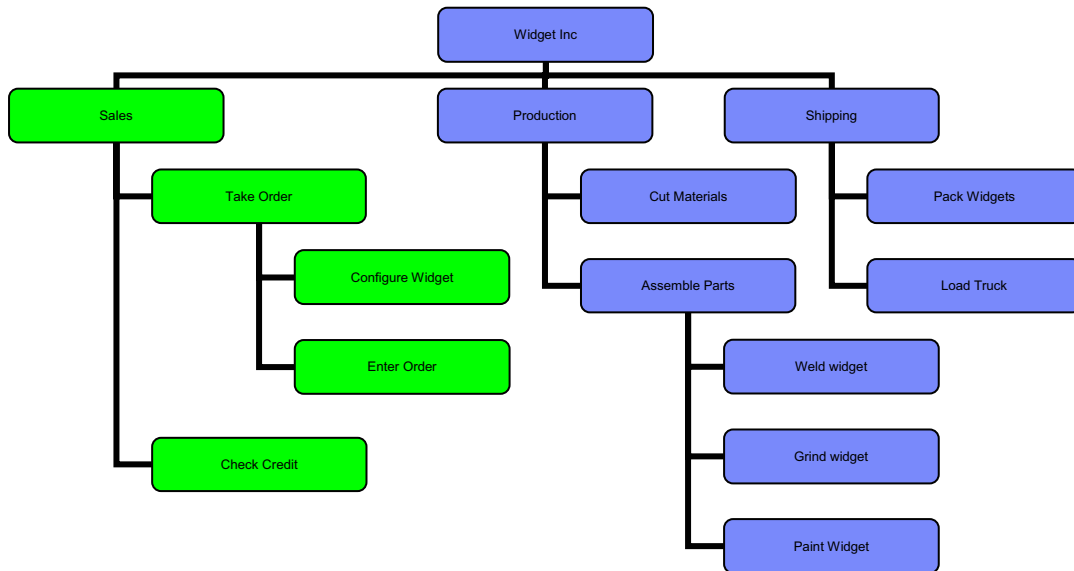 Widget Inc
Sales
Production
Shipping
Take Order
Cut Materials
Pack Widgets
Configure Widget
Assemble Parts
Load Truck
Enter Order
Weld widget
Check Credit
Grind widget
Paint Widget